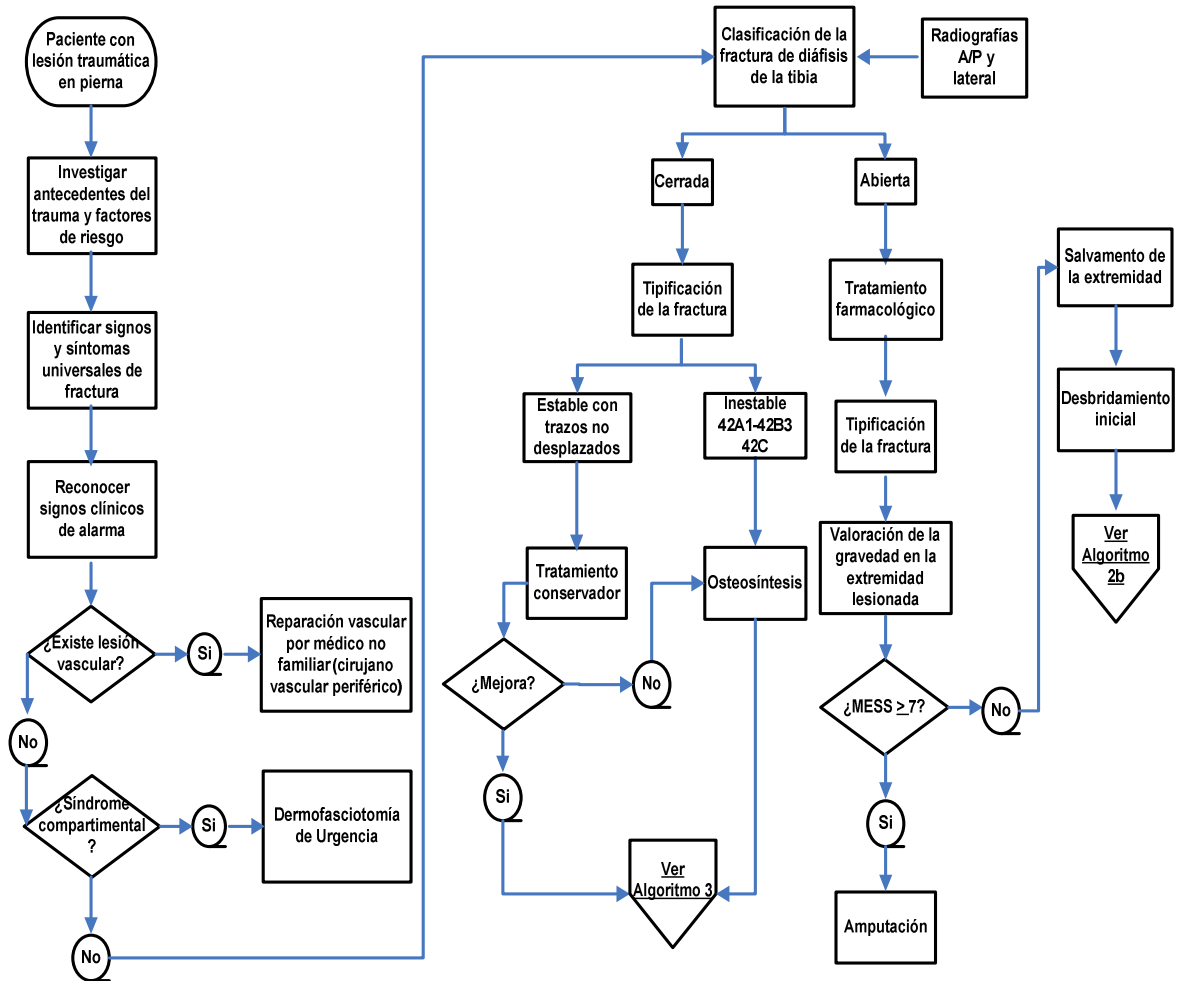 Paciente con
lesión traumática
en pierna
Investigar
antecedentes del
trauma y factores
de riesgo
Identificar signos
y síntomas
universales de
fractura
Reconocer
signos clínicos
de alarma
¿Existe lesión
vascular?
Si
Reparación vascular
por médico no
familiar (cirujano
vascular periférico)
No
¿Síndrome
compartimental
?
Si
Dermofasciotomía
de Urgencia
No
Clasificación de la
fractura de diáfisis
de la tibia
Radiografías
A/P y
lateral
Cerrada
Abierta
Tipificación
de la fractura
Estable con
trazos no
desplazados
Inestable
42A1-42B3
42C
Tratamiento
conservador
Osteosíntesis
¿Mejora?
No
Si
Ver
Algoritmo 3
Tratamiento
farmacológico
Tipificación
de la fractura
Valoración de la
gravedad en la
extremidad
lesionada
¿MESS >7?
No
Si
Amputación
Salvamento de
la extremidad
Desbridamiento
inicial
Ver
Algoritmo
2b